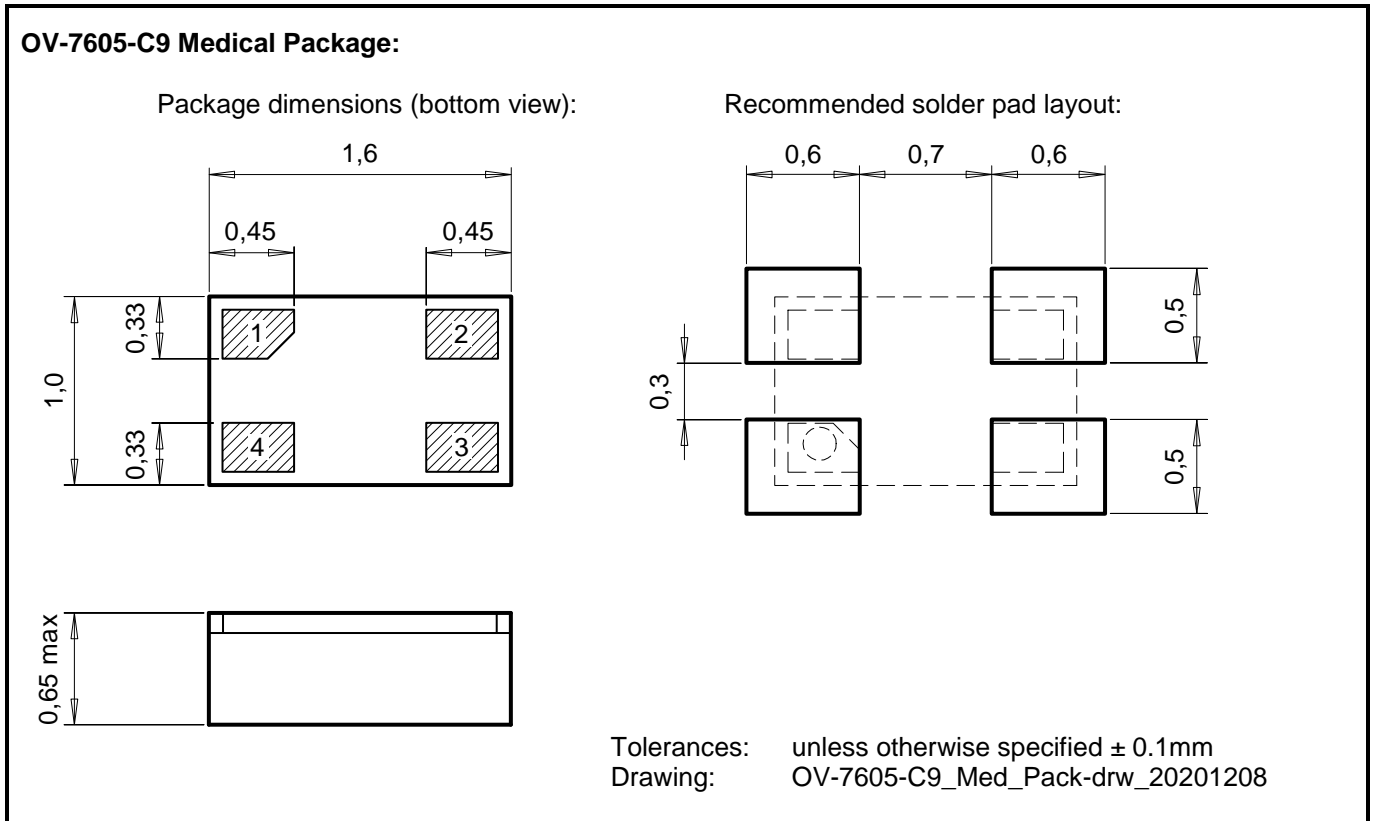 OV-7605-C9 Medical Package:
Package dimensions (bottom view):
Recommended solder pad layout:
1,6
0,6 0,7 0,6
0,45 0,45
0,33
1 2
0,5
1,0
0,3
0,33
4 3
0,5
0,65 max
Tolerances: unless otherwise specified ± 0.1mm
Drawing: OV-7605-C9_Med_Pack-drw_20201208